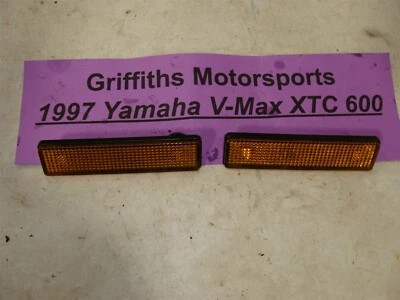 Griffiths Motorsports
1997 Yamaha V-Max XTC 600